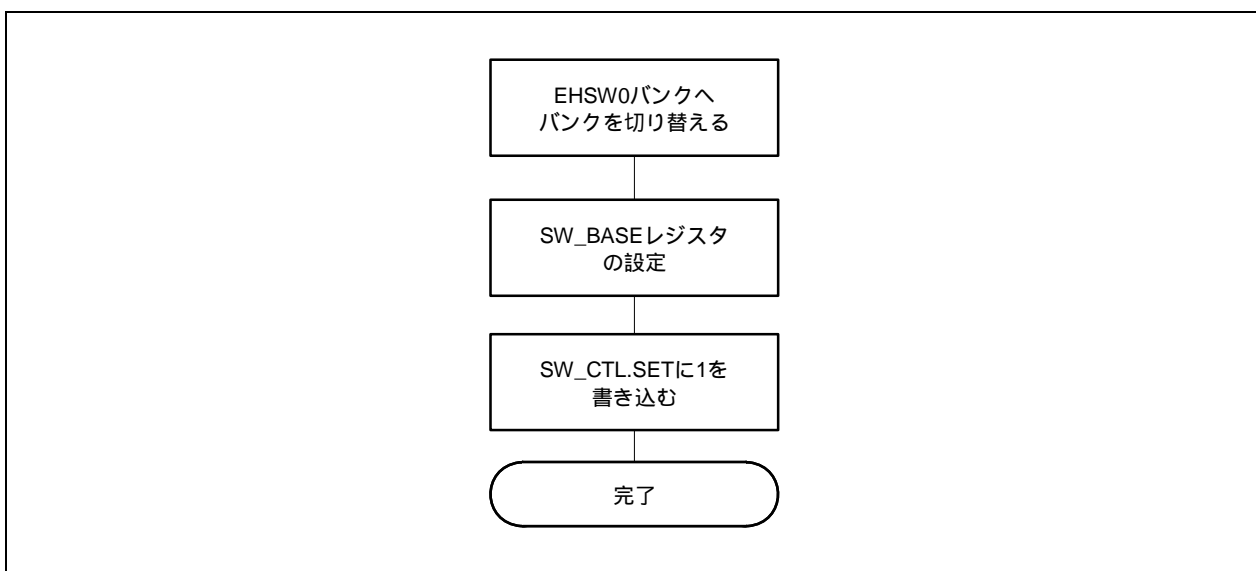 EHSW0バンクへ
バンクを切り替える
SW_BASEレジスタ
の設定
SW_CTL.SETに1を
書き込む
完了